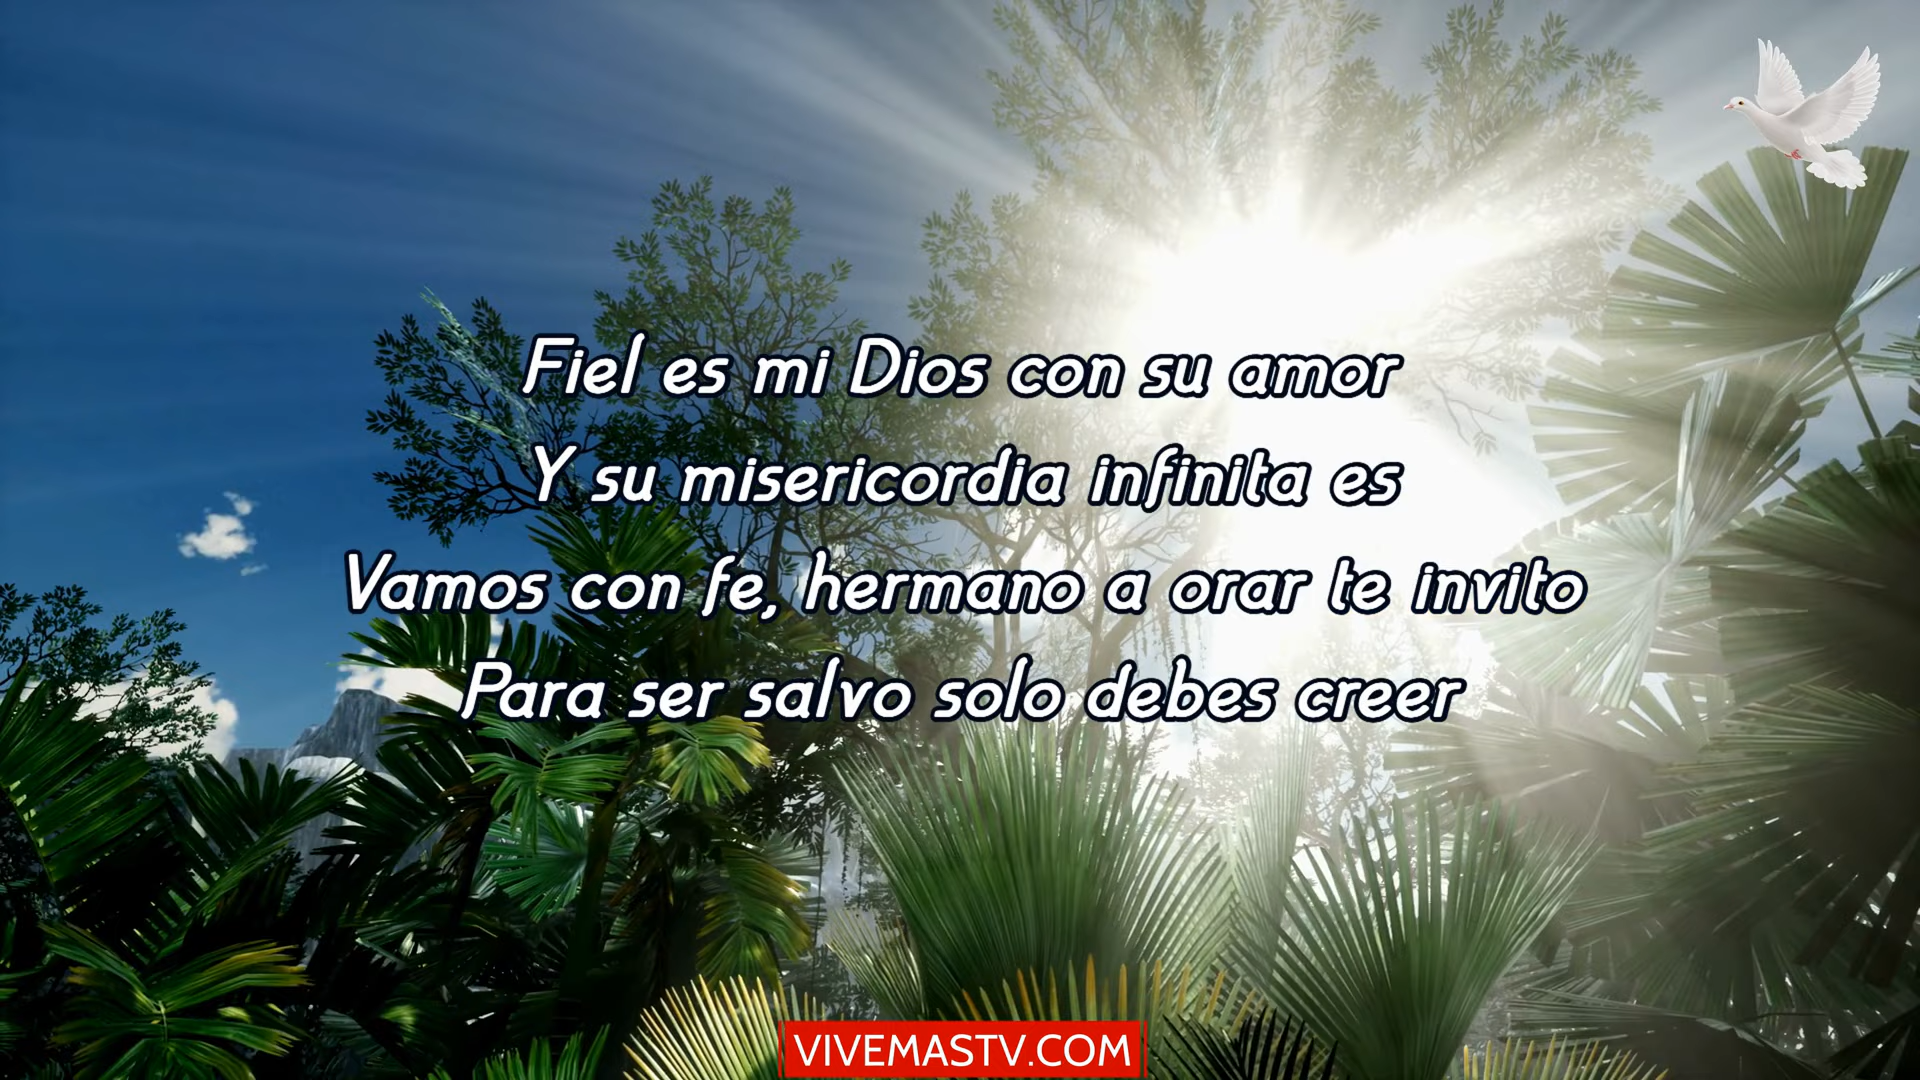 Fiel es mi Dios con su amor
Y su misericordia infinita es
Vamos con fe, hermano a orar te invito
Para ser salvo solo debes creer
VIVEMASTV.COM